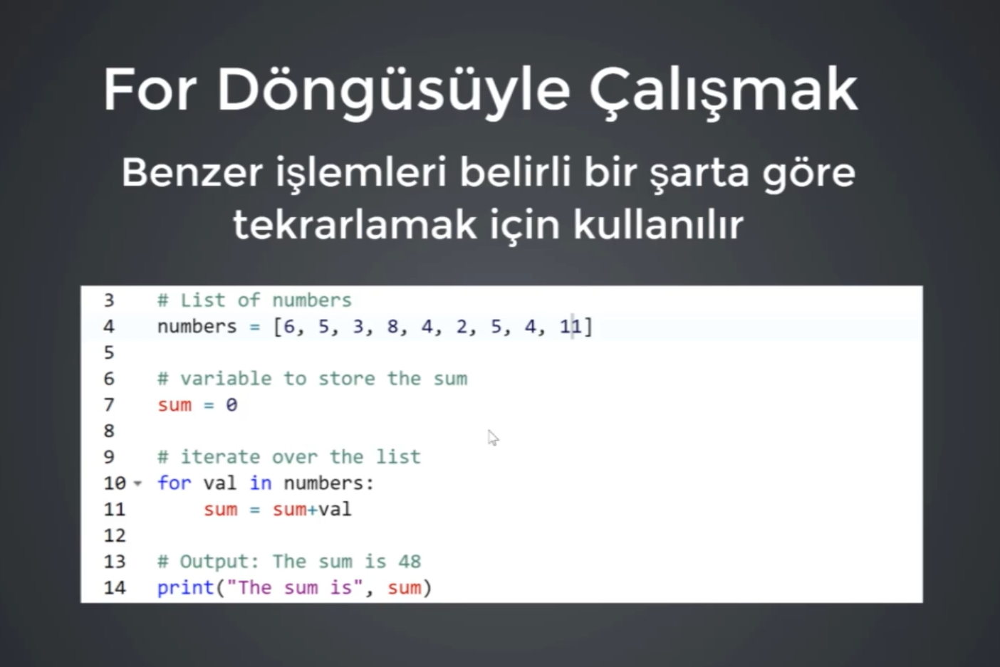 For Döngüsüyle Çalışmak
Benzer işlemleri belirli bir şarta göre
tekrarlamak için kullanılır
3 # List of numbers
4 numbers = [6, 5, 3, 8, 4, 2, 5, 4, 11]
5
6 # variable to store the sum
7 sum = 0
8
9 # iterate over the list
10 for val in numbers:
11     sum = sum+val
12
13 # Output: The sum is 48
14 print("The sum is", sum)